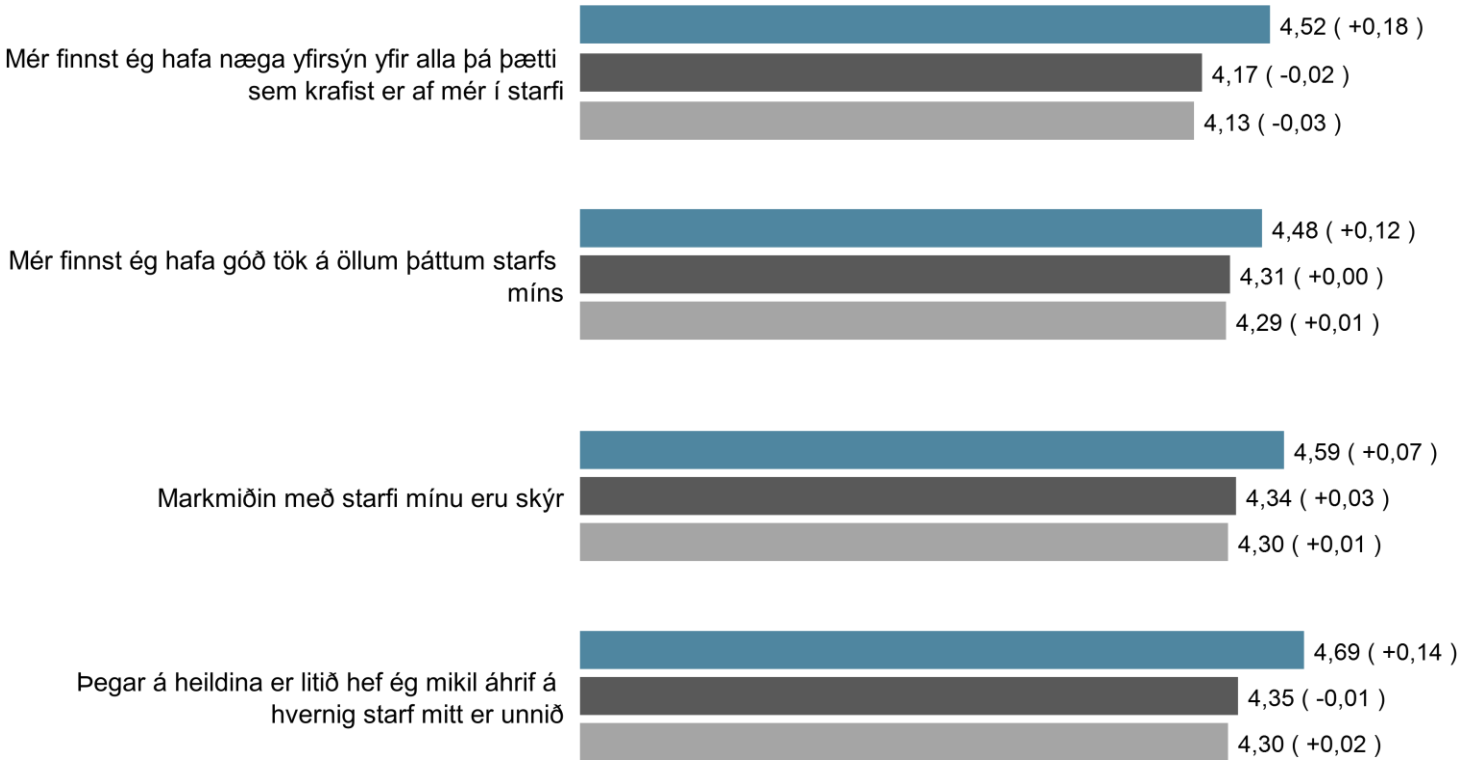 4,52 ( +0,18 )
Mér finnst ég hafa næga yfirsýn yfir alla þá þætti
sem krafist er af mér í starfi
4,17 ( -0,02 )
4,13 ( -0,03 )
4,48 ( +0,12 )
Mér finnst ég hafa góð tök á öllum þáttum starfs
míns
4,31 ( +0,00 )
4,29 ( +0,01 )
4,59 ( +0,07 )
Markmiðin með starfi mínu eru skýr
4,34 ( +0,03 )
4,30 ( +0,01 )
4,69 ( +0,14 )
Þegar á heildina er litið hef ég mikil áhrif á
hvernig starf mitt er unnið
4,35 ( -0,01 )
4,30 ( +0,02 )